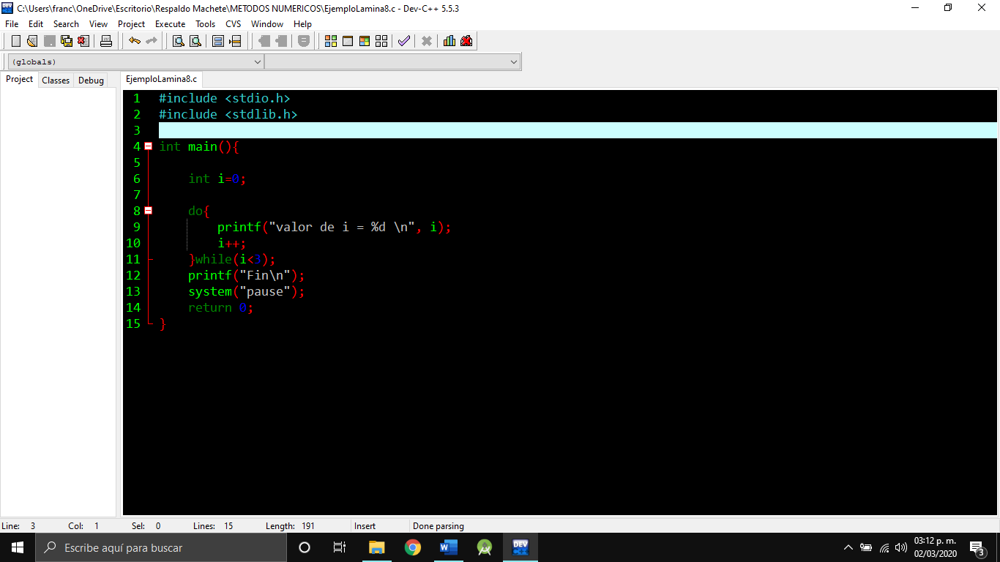 C:\Users\franc\OneDrive\Escritorio\Respaldo Machete\METODOS NUMERICOS\EjemploLamina8.c - Dev-C++ 5.5.3
File Edit Search View Project Execute Tools CVS Window Help
(globals)
Project Classes Debug EjemploLamina8.c
1 #include <stdio.h>
2 #include <stdlib.h>
3
4 int main(){
5
6 int i=0;
7
8 do{
9 printf("valor de i = %d \n", i);
10 i++;
11 }while(i<3);
12 printf("Fin\n");
13 system("pause");
14 return 0;
15 }
Line: 3 Col: 1 Sel: 0 Lines: 15 Length: 191 Insert Done parsing
Escribe aquí para buscar
DEV C++
03:12 p. m.
02/03/2020
3